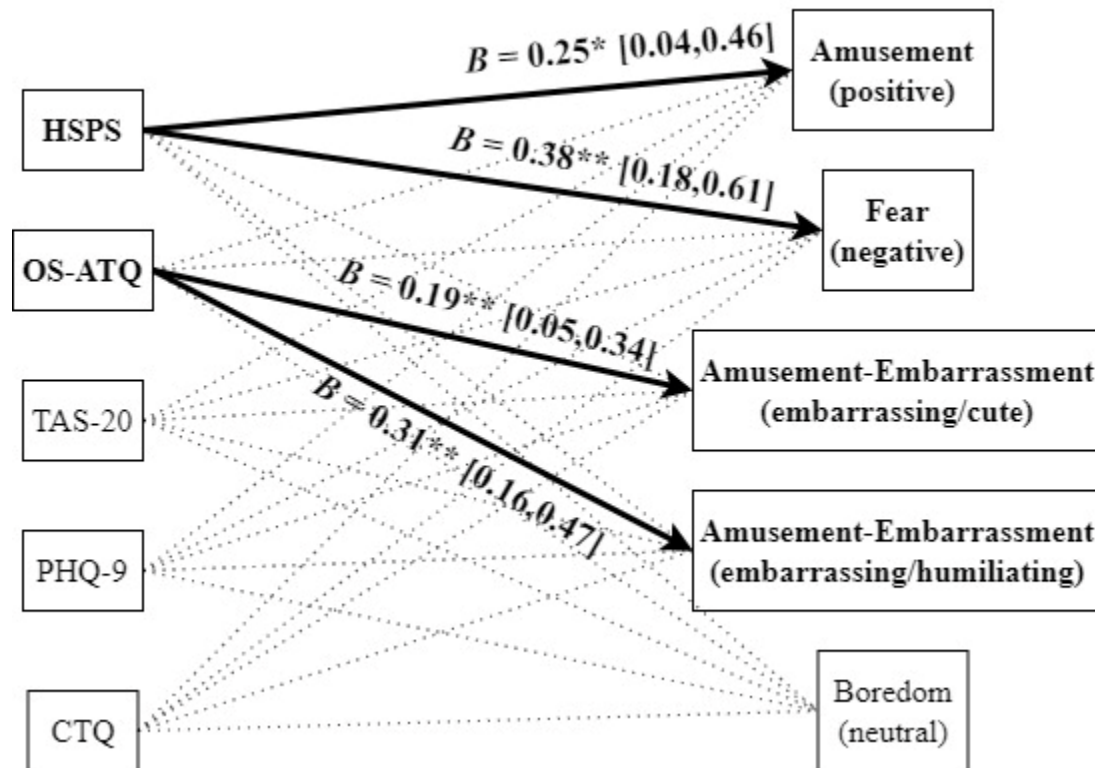 B = 0.25* [0.04,0.46]
Amusement
(positive)
HSPS
B = 0.38** [0.18,0.61]
Fear
(negative)
OS-ATQ
B = 0.19** [0.05,0.34]
Amusement-Embarrassment
(embarrassing/cute)
TAS-20
B = 0.31** [0.16,0.47]
Amusement-Embarrassment
(embarrassing/humiliating)
PHQ-9
Boredom
(neutral)
CTQ